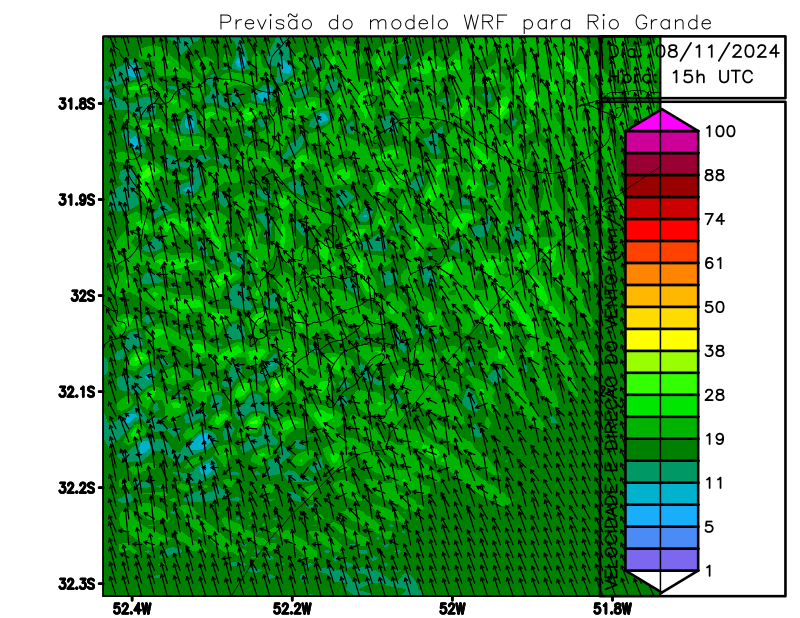 Previsão do modelo WRF para Rio Grande
Dia: 08/11/2024
Hora: 15h UTC
31.8S
31.9S
32S
32.1S
32.2S
32.3S
52.4W
52.2W
52W
51.8W
VELOCIDADE E DIREÇÃO DO VENTO (km/h)
100
88
74
61
50
38
28
19
11
5
1